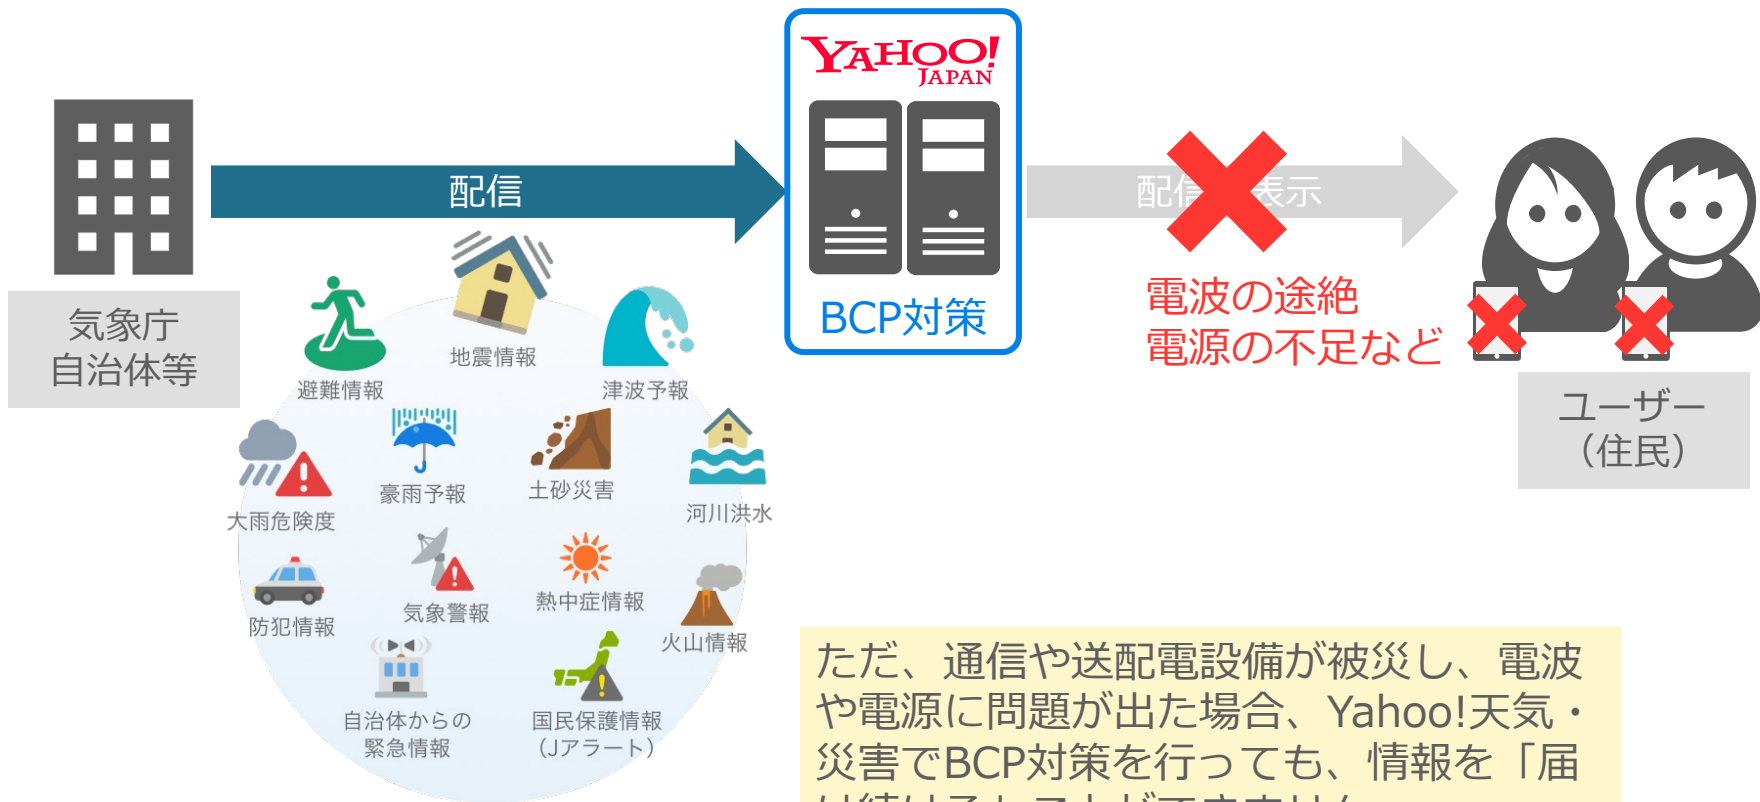 YAHOO!
JAPAN
配信
配信 表示
BCP対策
電波の途絶
電源の不足など
気象庁
自治体等
ユーザー
（住民）
地震情報
避難情報
津波予報
豪雨予報
土砂災害
大雨危険度
河川洪水
気象警報
熱中症情報
防犯情報
火山情報
自治体からの
緊急情報
国民保護情報
（Jアラート）
ただ、通信や送配電設備が被災し、電波
や電源に問題が出た場合、Yahoo!天気・
災害でBCP対策を行っても、情報を「届